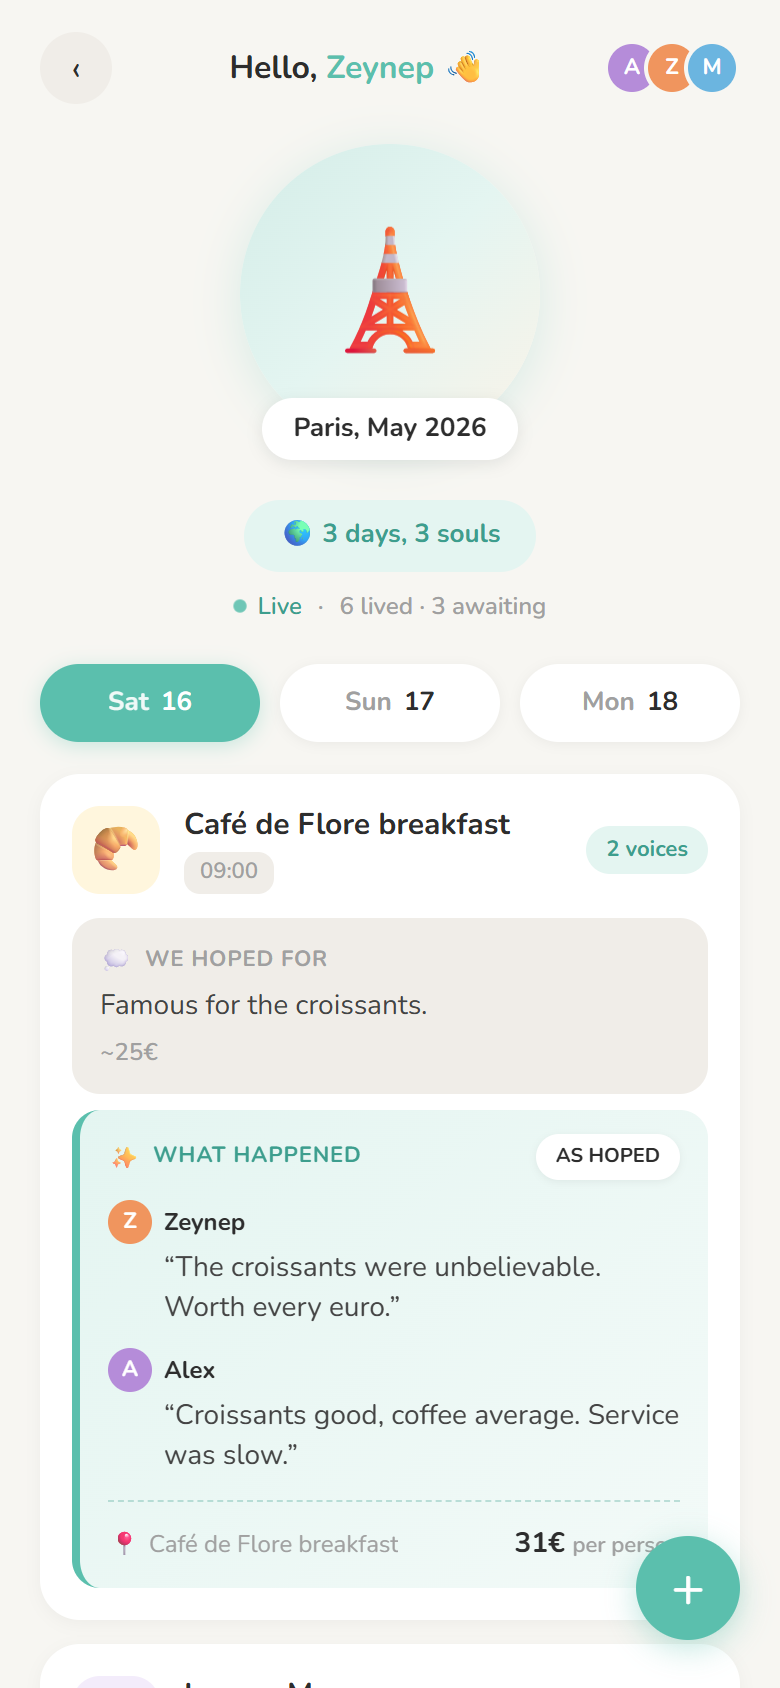 ‹
Hello, Zeynep 👋
A Z M
Paris, May 2026
🌍 3 days, 3 souls
Live · 6 lived · 3 awaiting
Sat 16
Sun 17
Mon 18
Café de Flore breakfast
09:00
2 voices
WE HOPED FOR
Famous for the croissants.
~25€
WHAT HAPPENED
AS HOPED
Z Zeynep
“The croissants were unbelievable.
Worth every euro.”
A Alex
“Croissants good, coffee average. Service
was slow.”
📍 Café de Flore breakfast
31€ per
+